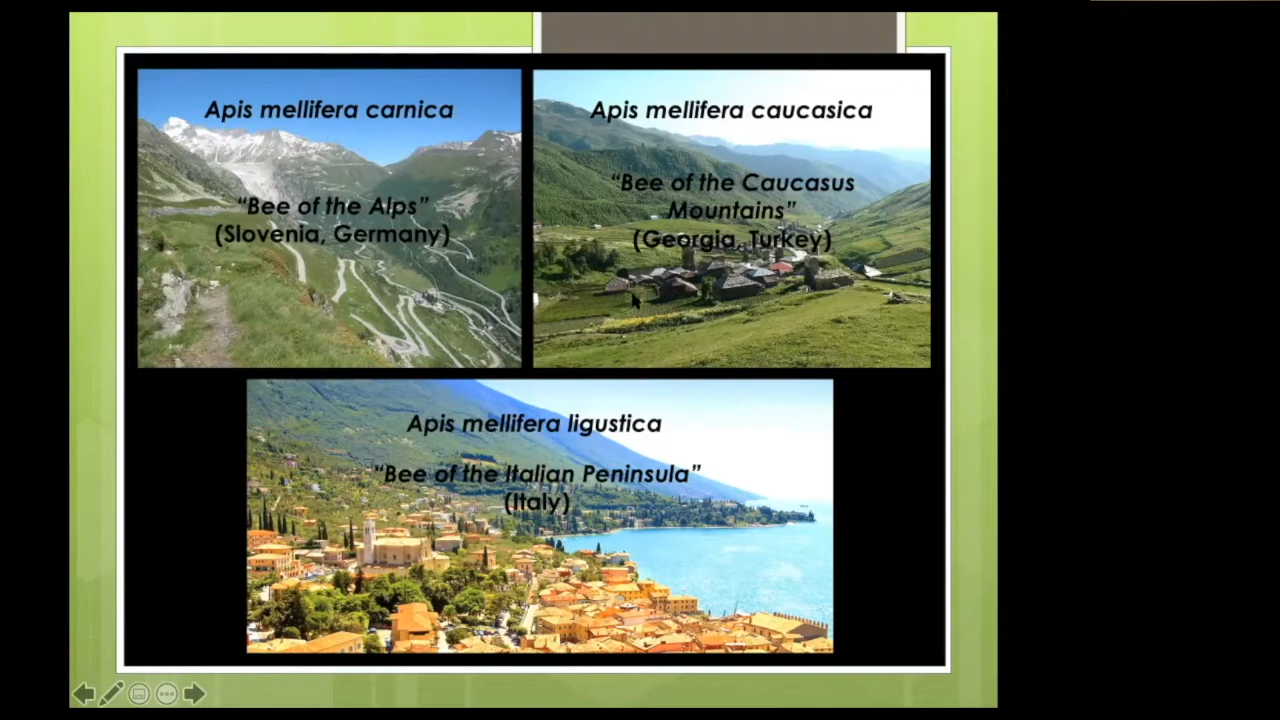 Apis mellifera carnica
“Bee of the Alps”
(Slovenia, Germany)
Apis mellifera caucasica
“Bee of the Caucasus
Mountains”
(Georgia, Turkey)
Apis mellifera ligustica
“Bee of the Italian Peninsula”
(Italy)